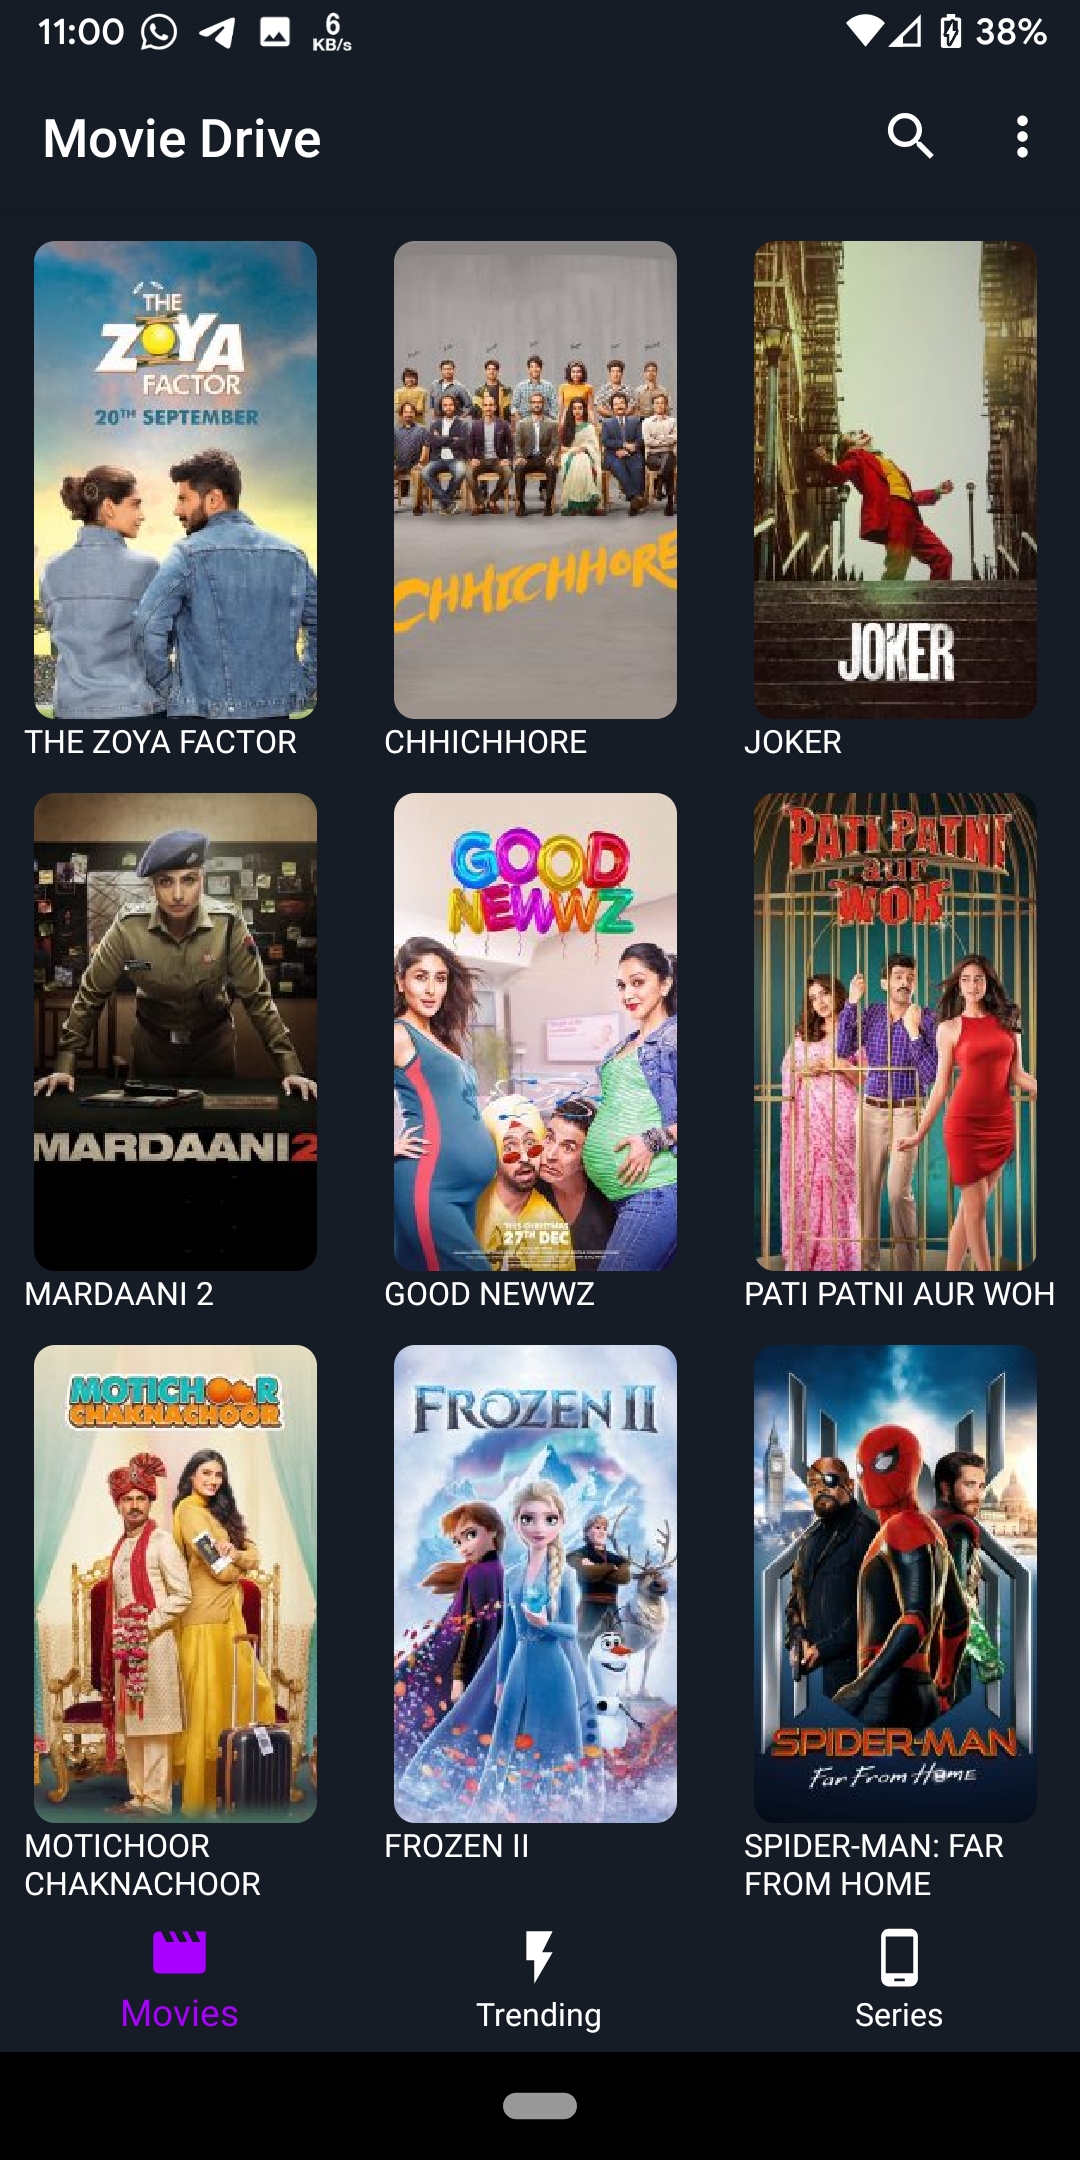 11:00
6
KB/s
38%
Movie Drive
THE
ZOYA
FACTOR
20TH SEPTEMBER
CHHICHHORE
JOKER
THE ZOYA FACTOR
CHHICHHORE
JOKER
MARDAANI 2
GOOD
NEWWZ
THIS CHRISTMAS
27TH DEC
PATI PATNI
aur
WOH
MARDAANI 2
GOOD NEWWZ
PATI PATNI AUR WOH
MOTICHOOR
CHAKNACHOOR
FROZEN II
SPIDER-MAN
Far From Home
MOTICHOOR
CHAKNACHOOR
FROZEN II
SPIDER-MAN: FAR
FROM HOME
Movies
Trending
Series